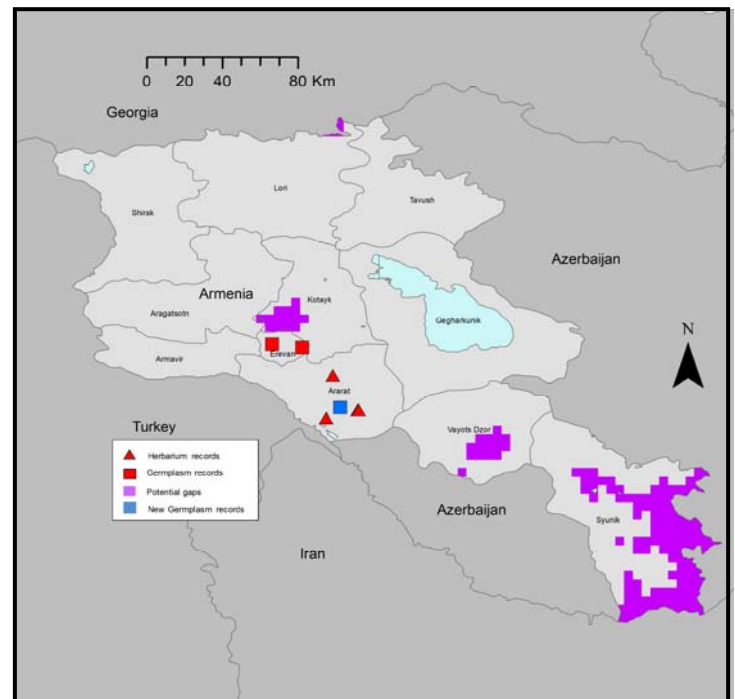 0 20 40 80 Km
Georgia
Lori
Tavush
Shirak
Azerbaijan
Armenia
Kotayk
Aragatsotn
Gegharkunik
N
Erevan
Armavir
Ararat
Turkey
Vayots Dzor
Herbarium records
Germplasm records
Potential gaps
New Germplasm records
Azerbaijan
Syunik
Iran